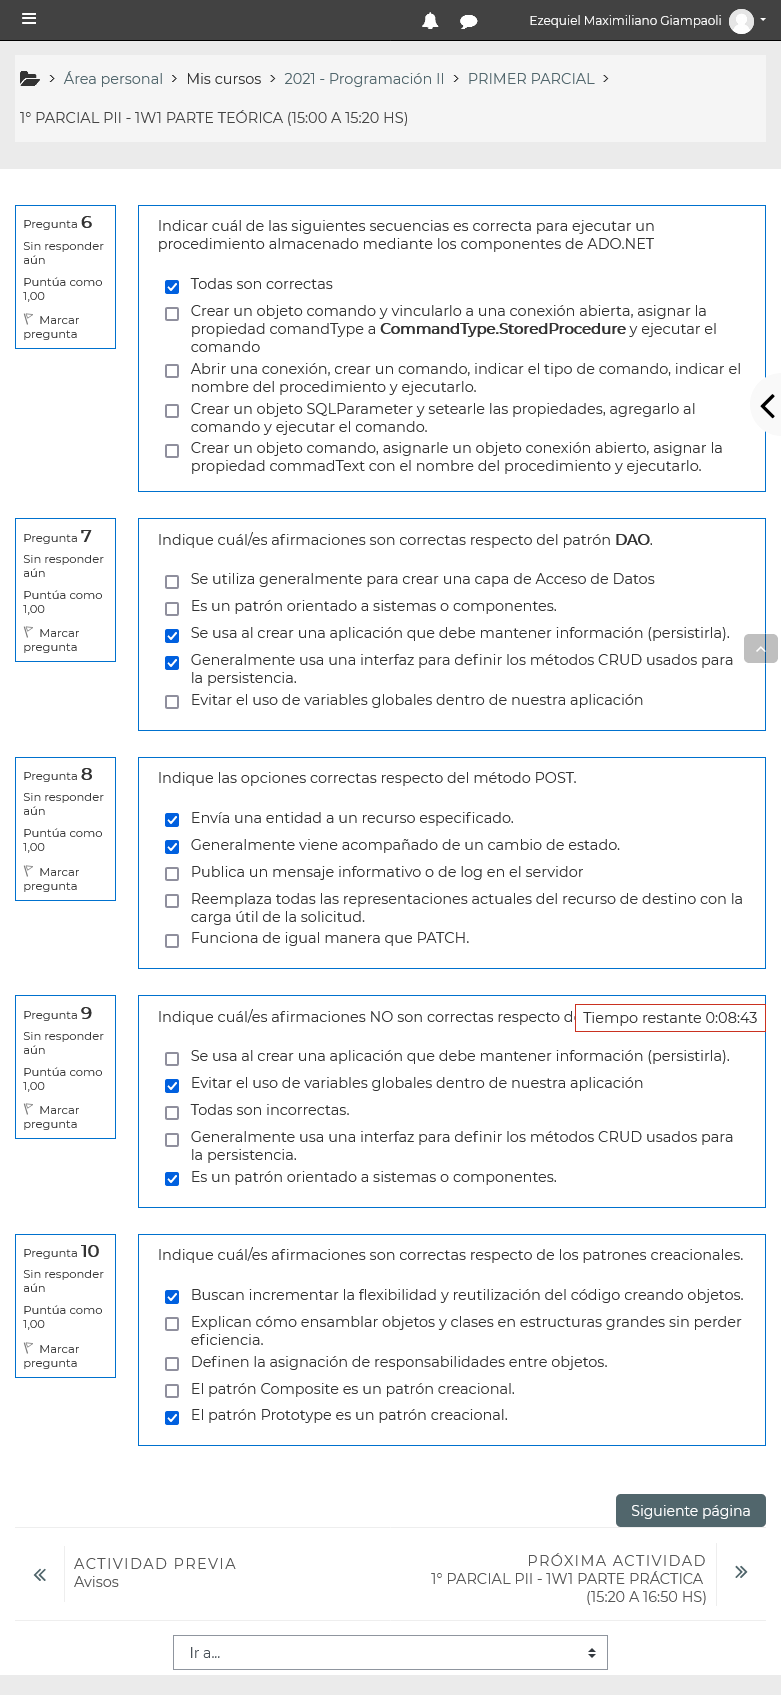 Ezequiel Maximiliano Giampaoli
Área personal > Mis cursos > 2021 - Programación II > PRIMER PARCIAL >
1º PARCIAL PII - 1W1 PARTE TEÓRICA (15:00 A 15:20 HS)
Pregunta 6
Sin responder
aún
Puntúa como
1,00
Marcar
pregunta
Indicar cuál de las siguientes secuencias es correcta para ejecutar un
procedimiento almacenado mediante los componentes de ADO.NET
Todas son correctas
Crear un objeto comando y vincularlo a una conexión abierta, asignar la
propiedad comandType a CommandType.StoredProcedure y ejecutar el
comando
Abrir una conexión, crear un comando, indicar el tipo de comando, indicar el
nombre del procedimiento y ejecutarlo.
Crear un objeto SQLParameter y setearle las propiedades, agregarlo al
comando y ejecutar el comando.
Crear un objeto comando, asignarle un objeto conexión abierto, asignar la
propiedad commadText con el nombre del procedimiento y ejecutarlo.
Pregunta 7
Sin responder
aún
Puntúa como
1,00
Marcar
pregunta
Indique cuál/es afirmaciones son correctas respecto del patrón DAO.
Se utiliza generalmente para crear una capa de Acceso de Datos
Es un patrón orientado a sistemas o componentes.
Se usa al crear una aplicación que debe mantener información (persistirla).
Generalmente usa una interfaz para definir los métodos CRUD usados para
la persistencia.
Evitar el uso de variables globales dentro de nuestra aplicación
Pregunta 8
Sin responder
aún
Puntúa como
1,00
Marcar
pregunta
Indique las opciones correctas respecto del método POST.
Envía una entidad a un recurso especificado.
Generalmente viene acompañado de un cambio de estado.
Publica un mensaje informativo o de log en el servidor
Reemplaza todas las representaciones actuales del recurso de destino con la
carga útil de la solicitud.
Funciona de igual manera que PATCH.
Pregunta 9
Sin responder
aún
Puntúa como
1,00
Marcar
pregunta
Indique cuál/es afirmaciones NO son correctas respecto
Tiempo restante 0:08:43
Se usa al crear una aplicación que debe mantener información (persistirla).
Evitar el uso de variables globales dentro de nuestra aplicación
Todas son incorrectas.
Generalmente usa una interfaz para definir los métodos CRUD usados para
la persistencia.
Es un patrón orientado a sistemas o componentes.
Pregunta 10
Sin responder
aún
Puntúa como
1,00
Marcar
pregunta
Indique cuál/es afirmaciones son correctas respecto de los patrones creacionales.
Buscan incrementar la flexibilidad y reutilización del código creando objetos.
Explican cómo ensamblar objetos y clases en estructuras grandes sin perder
eficiencia.
Definen la asignación de responsabilidades entre objetos.
El patrón Composite es un patrón creacional.
El patrón Prototype es un patrón creacional.
Siguiente página
ACTIVIDAD PREVIA
Avisos
PRÓXIMA ACTIVIDAD
1º PARCIAL PII - 1W1 PARTE PRÁCTICA
(15:20 A 16:50 HS)
Ir a...